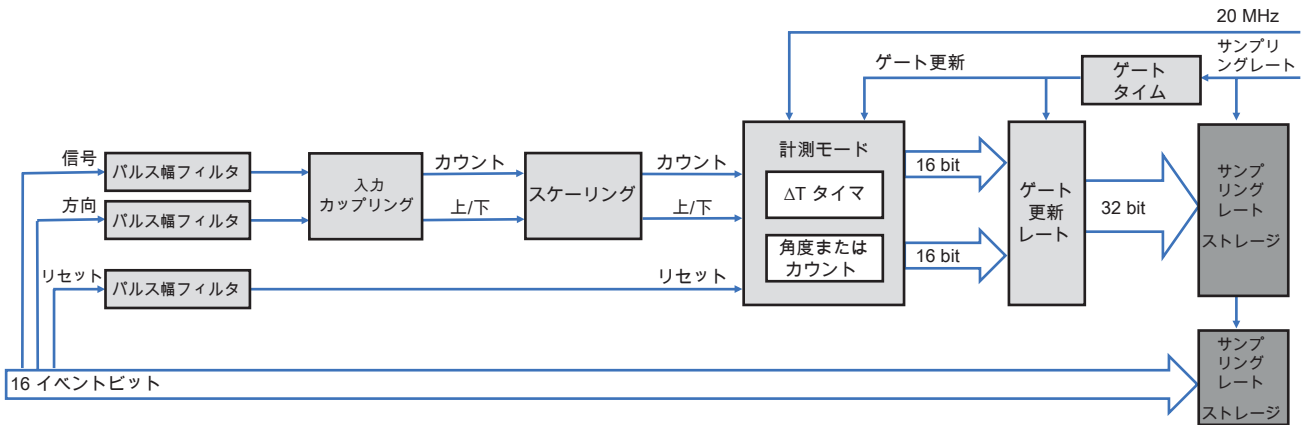 20 MHz
サンプリ
ングレート
ゲート更新
ゲート
タイム
信号
パルス幅フィルタ
方向
パルス幅フィルタ
リセット
パルス幅フィルタ
入力
カップリング
カウント
上/下
スケーリング
カウント
上/下
リセット
計測モード
ΔT タイマ
角度または
カウント
16 bit
16 bit
ゲート
更新
レート
32 bit
サンプ
リング
レート
ストレージ
16 イベントビット
サンプ
リング
レート
ストレージ